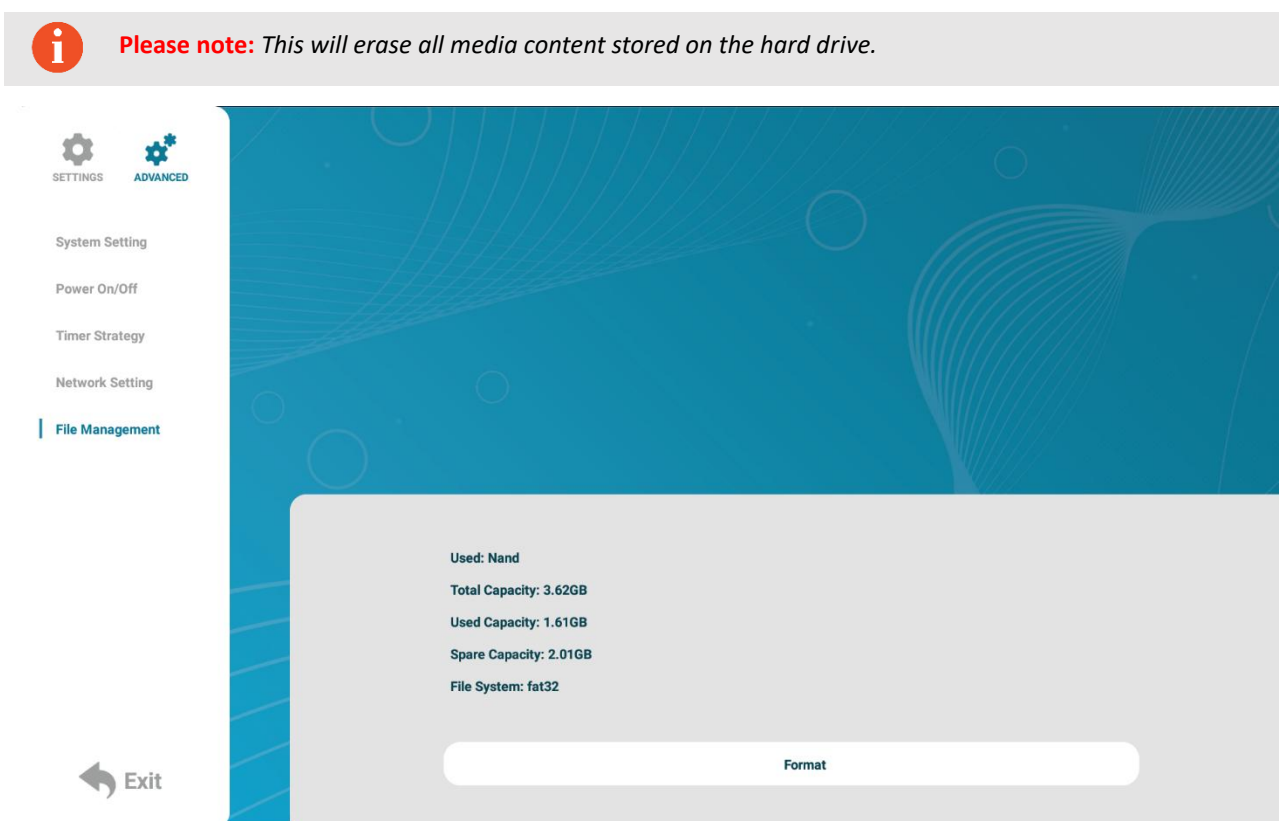 Please note: This will erase all media content stored on the hard drive.
SETTINGS ADVANCED
System Setting
Power On/Off
Timer Strategy
Network Setting
File Management
Used: Nand
Total Capacity: 3.62GB
Used Capacity: 1.61GB
Spare Capacity: 2.01GB
File System: fat32
Format
Exit